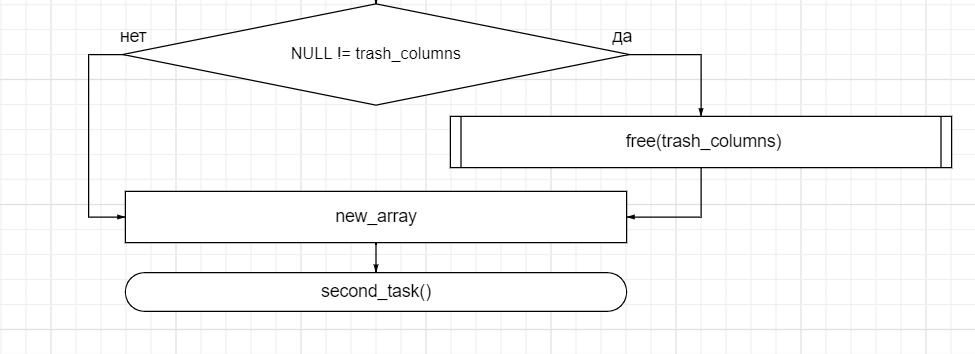 нет
да
NULL != trash_columns
free(trash_columns)
new_array
second_task()